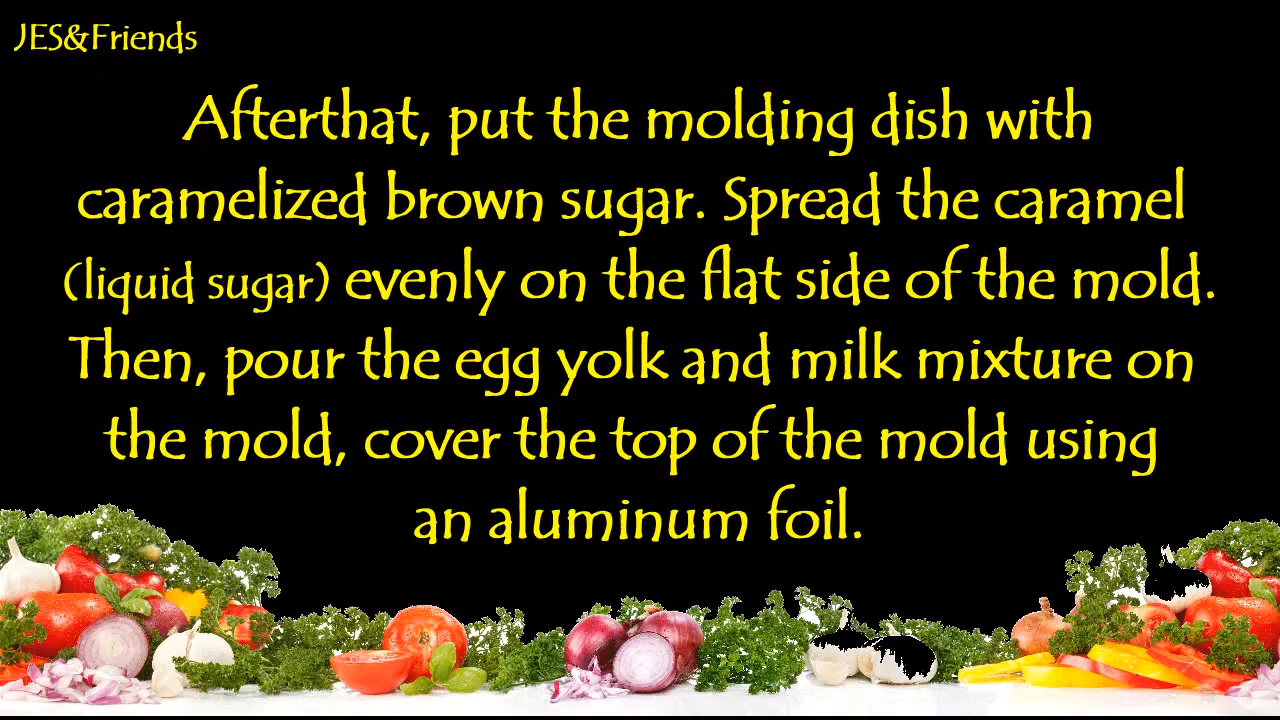 JES&Friends
Afterthat, put the molding dish with
caramelized brown sugar. Spread the caramel
(liquid sugar) evenly on the flat side of the mold.
Then, pour the egg yolk and milk mixture on
the mold, cover the top of the mold using
an aluminum foil.